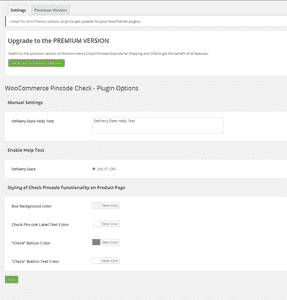 Settings
Premium Version
Install the WooThemes Updater plugin to get updates for your WooThemes plugins.
Upgrade to the PREMIUM VERSION
Switch to the premium version of Woocommerce Check Pincode/Zipcode for Shipping and COD to get the benefit of all features!
WooCommerce Pincode Check - Plugin Options
Manual Settings
Delivery Date Help Text
Delivery Date Help Text
Enable Help Text
Delivery Date
ON
OFF
Styling of Check Pincode Functionality on Product Page
Box Background Color
Select Color
Check Pincode Label Text Color
Select Color
"Check" Button Color
Select Color
"Check" Button Text Color
Select Color